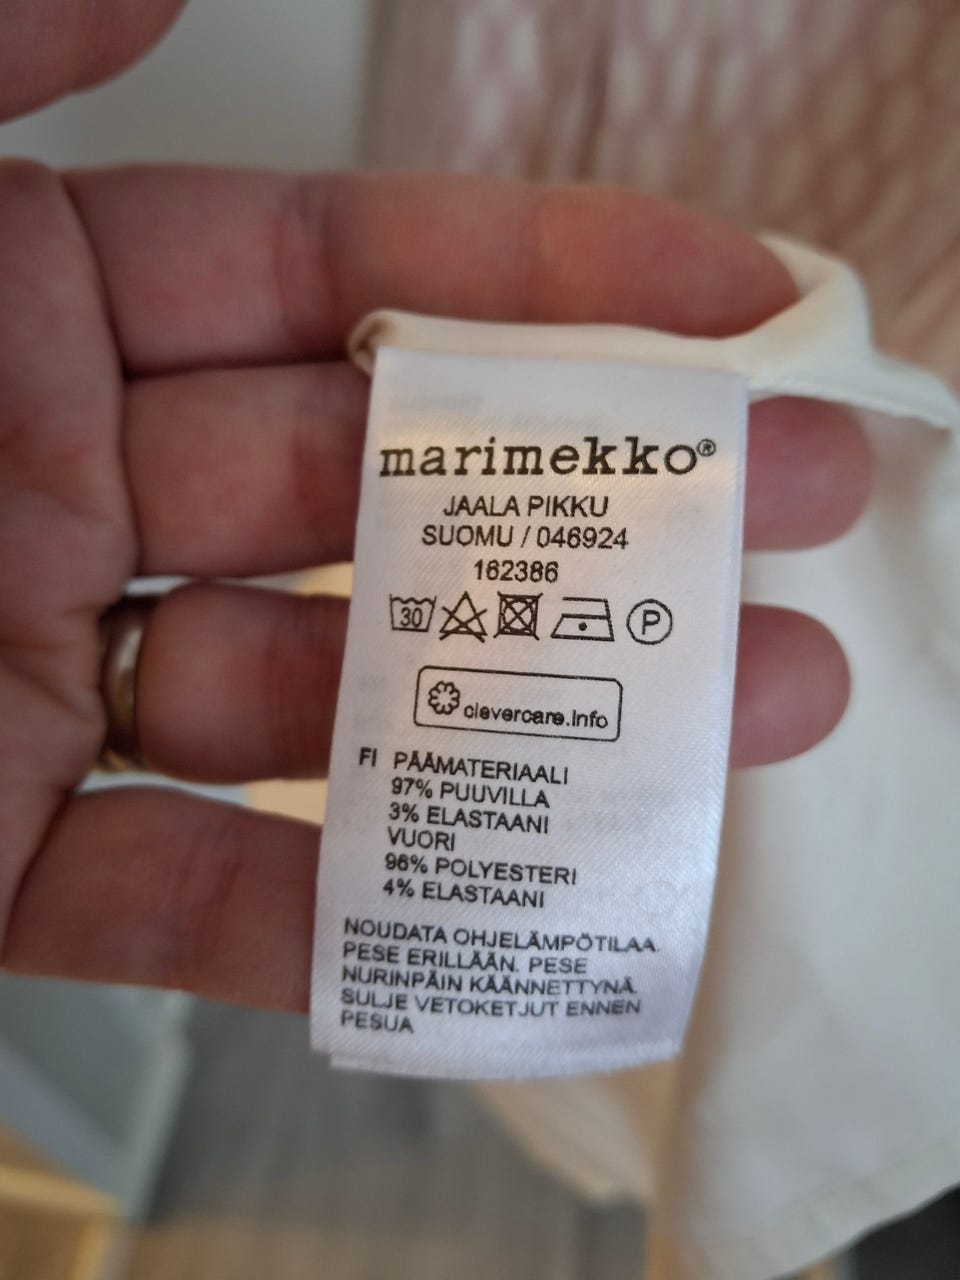 marimekko®
JAALA PIKKU
SUOMU / 046924
162386
30 P
clevercare.info
FI PÄÄMATERIAALI
97% PUUVILLA
3% ELASTAANI
VUORI
96% POLYESTERI
4% ELASTAANI
NOUDATA OHJELÄMPÖTILAA.
PESE ERILLÄÄN. PESE
NURINPÄIN KÄÄNNETTYNÄ.
SULJE VETOKETJUT ENNEN
PESUA